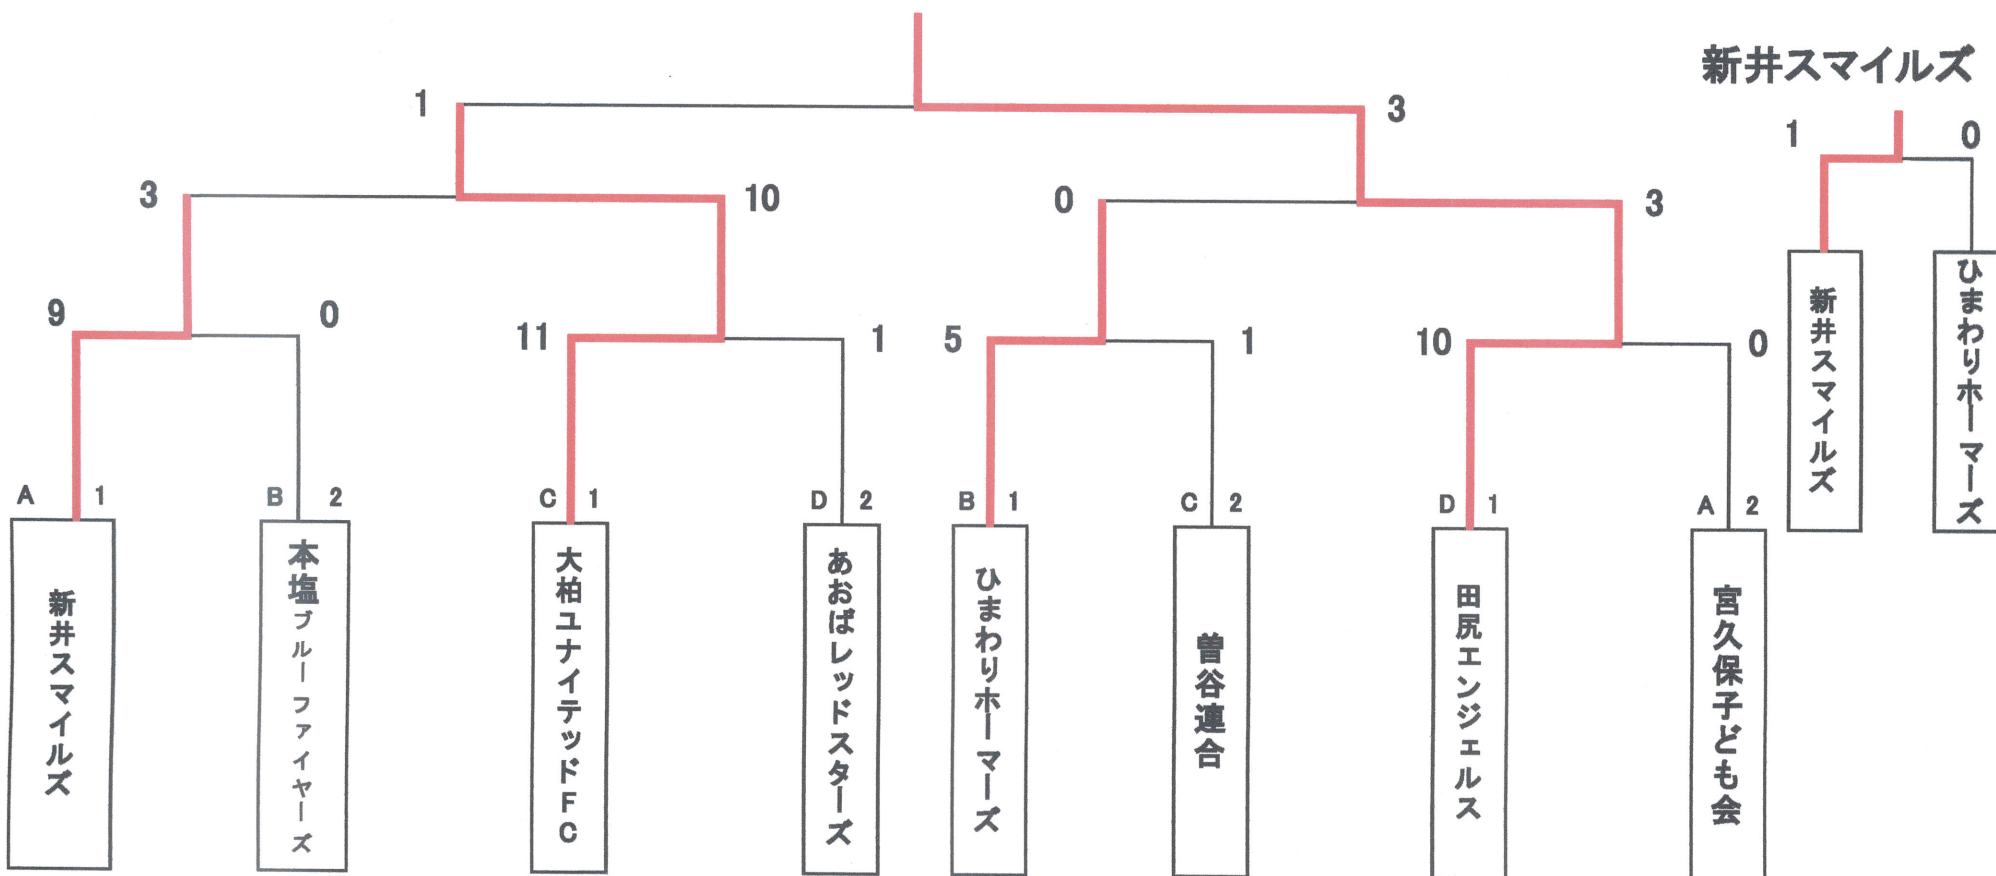 新井スマイルズ
1 3
1 0
3 10 0 3
9 0 11 1 5 1 10 0
A 1 B 2 C 1 D 2 B 1 C 2 D 1 A 2
新井スマイルズ
本塩ブルーファイヤーズ
大柏ユナイテッドFC
あおばレッドスターズ
ひまわりホーマーズ
曽谷連合
田尻エンジェルス
宮久保子ども会
新井スマイルズ
ひまわりホーマーズ